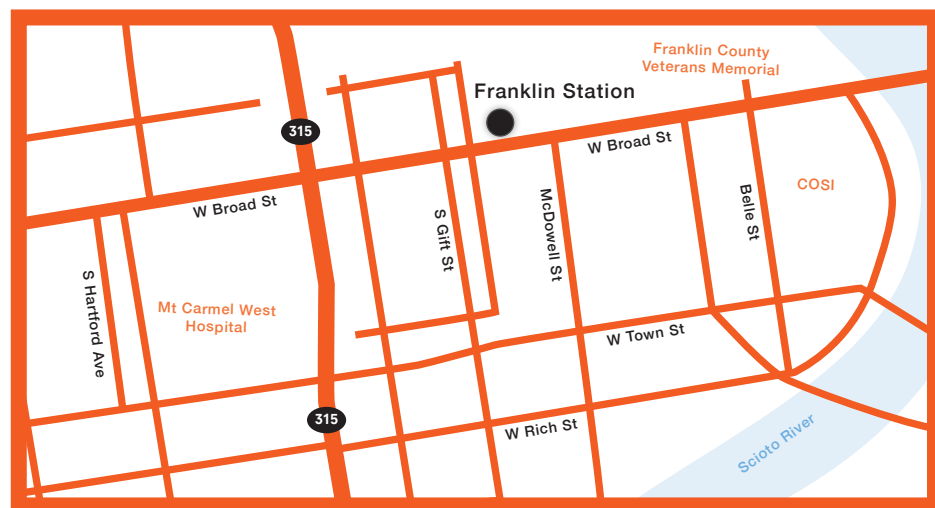 Franklin County
Veterans Memorial
Franklin Station
315
W Broad St
COSI
W Broad St
McDowell St
Belle St
S Gift St
S Hartford Ave
Mt Carmel West
Hospital
W Town St
315
W Rich St
Scioto River